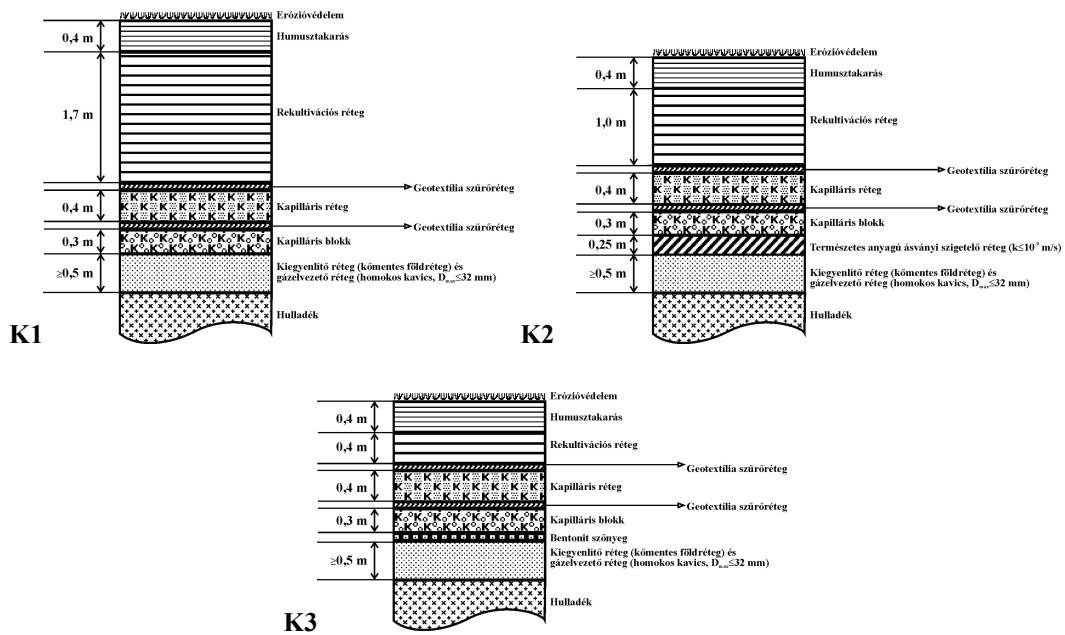 Erózióvédelem
0,4 m
Humusztakarás
1,7 m
Rekultivációs réteg
Geotextília szűrőréteg
0,4 m
Kapilláris réteg
Geotextília szűrőréteg
0,3 m
Kapilláris blokk
≥0,5 m
Kiegyenlítő réteg (kőmentes földréteg) és
gázelvezető réteg (homokos kavics, Dmax≤32 mm)
Hulladék
K1
Erózióvédelem
0,4 m
Humusztakarás
1,0 m
Rekultivációs réteg
Geotextília szűrőréteg
0,4 m
Kapilláris réteg
Geotextília szűrőréteg
0,3 m
Kapilláris blokk
0,25 m
Természetes anyagú ásványi szigetelő réteg (k≤10⁻⁹ m/s)
≥0,5 m
Kiegyenlítő réteg (kőmentes földréteg) és
gázelvezető réteg (homokos kavics, Dmax≤32 mm)
Hulladék
K2
Erózióvédelem
0,4 m
Humusztakarás
0,4 m
Rekultivációs réteg
Geotextília szűrőréteg
0,4 m
Kapilláris réteg
Geotextília szűrőréteg
0,3 m
Kapilláris blokk
Bentonit szőnyeg
≥0,5 m
Kiegyenlítő réteg (kőmentes földréteg) és
gázelvezető réteg (homokos kavics, Dmax≤32 mm)
Hulladék
K3